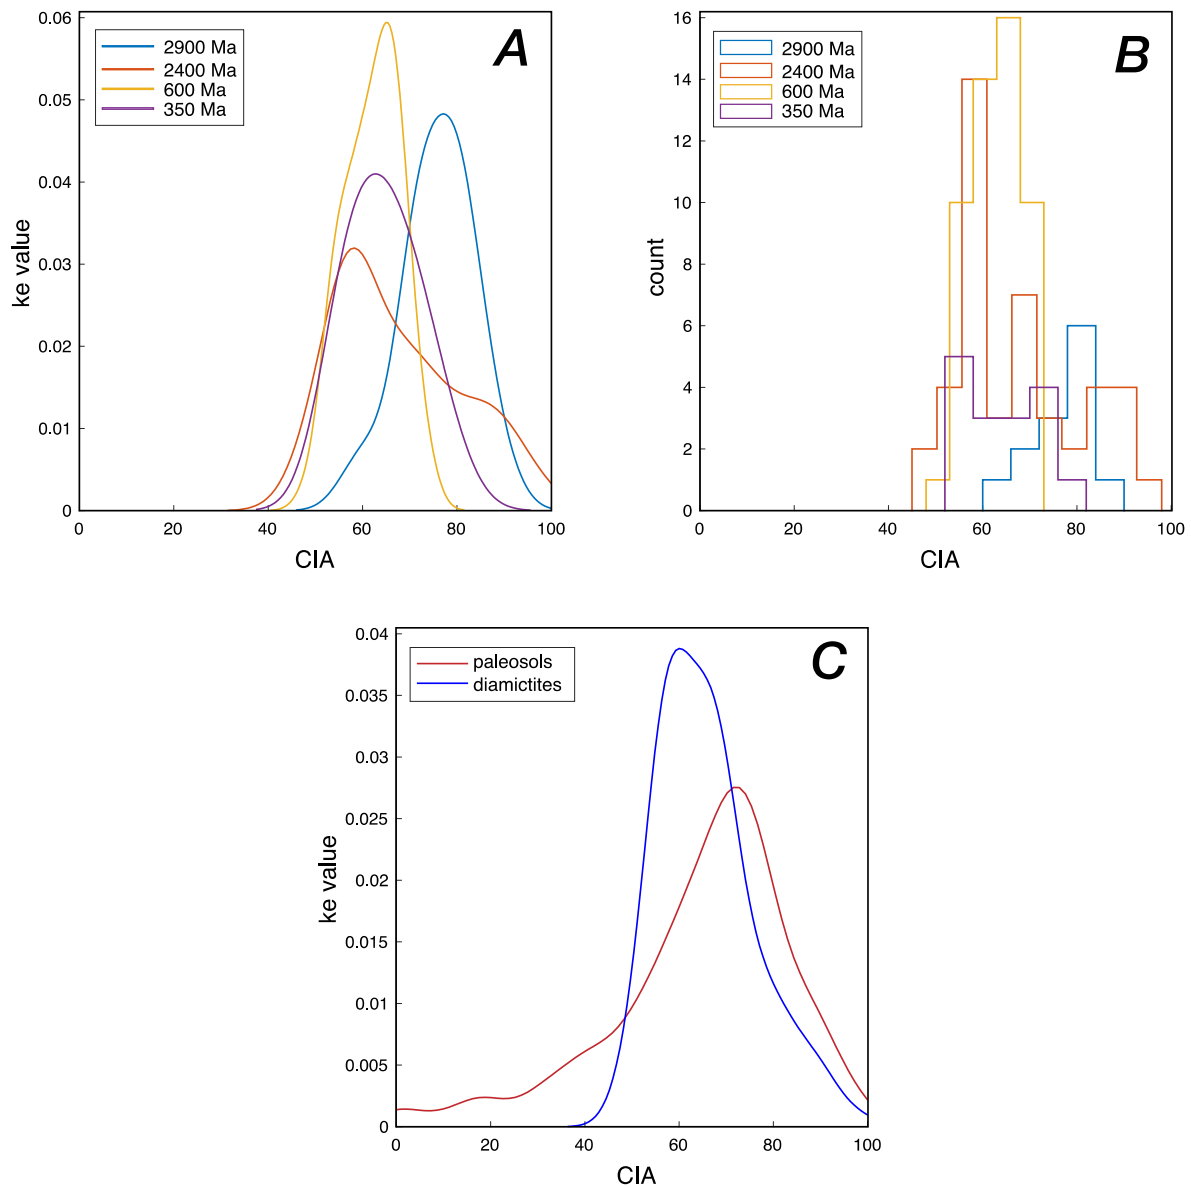 A
2900 Ma
2400 Ma
600 Ma
350 Ma
0.06
0.05
0.04
0.03
0.02
0.01
0
ke value
0 20 40 60 80 100
CIA
B
2900 Ma
2400 Ma
600 Ma
350 Ma
16
14
12
10
8
6
4
2
0
count
0 20 40 60 80 100
CIA
C
paleosols
diamictites
0.04
0.035
0.03
0.025
0.02
0.015
0.01
0.005
0
ke value
0 20 40 60 80 100
CIA